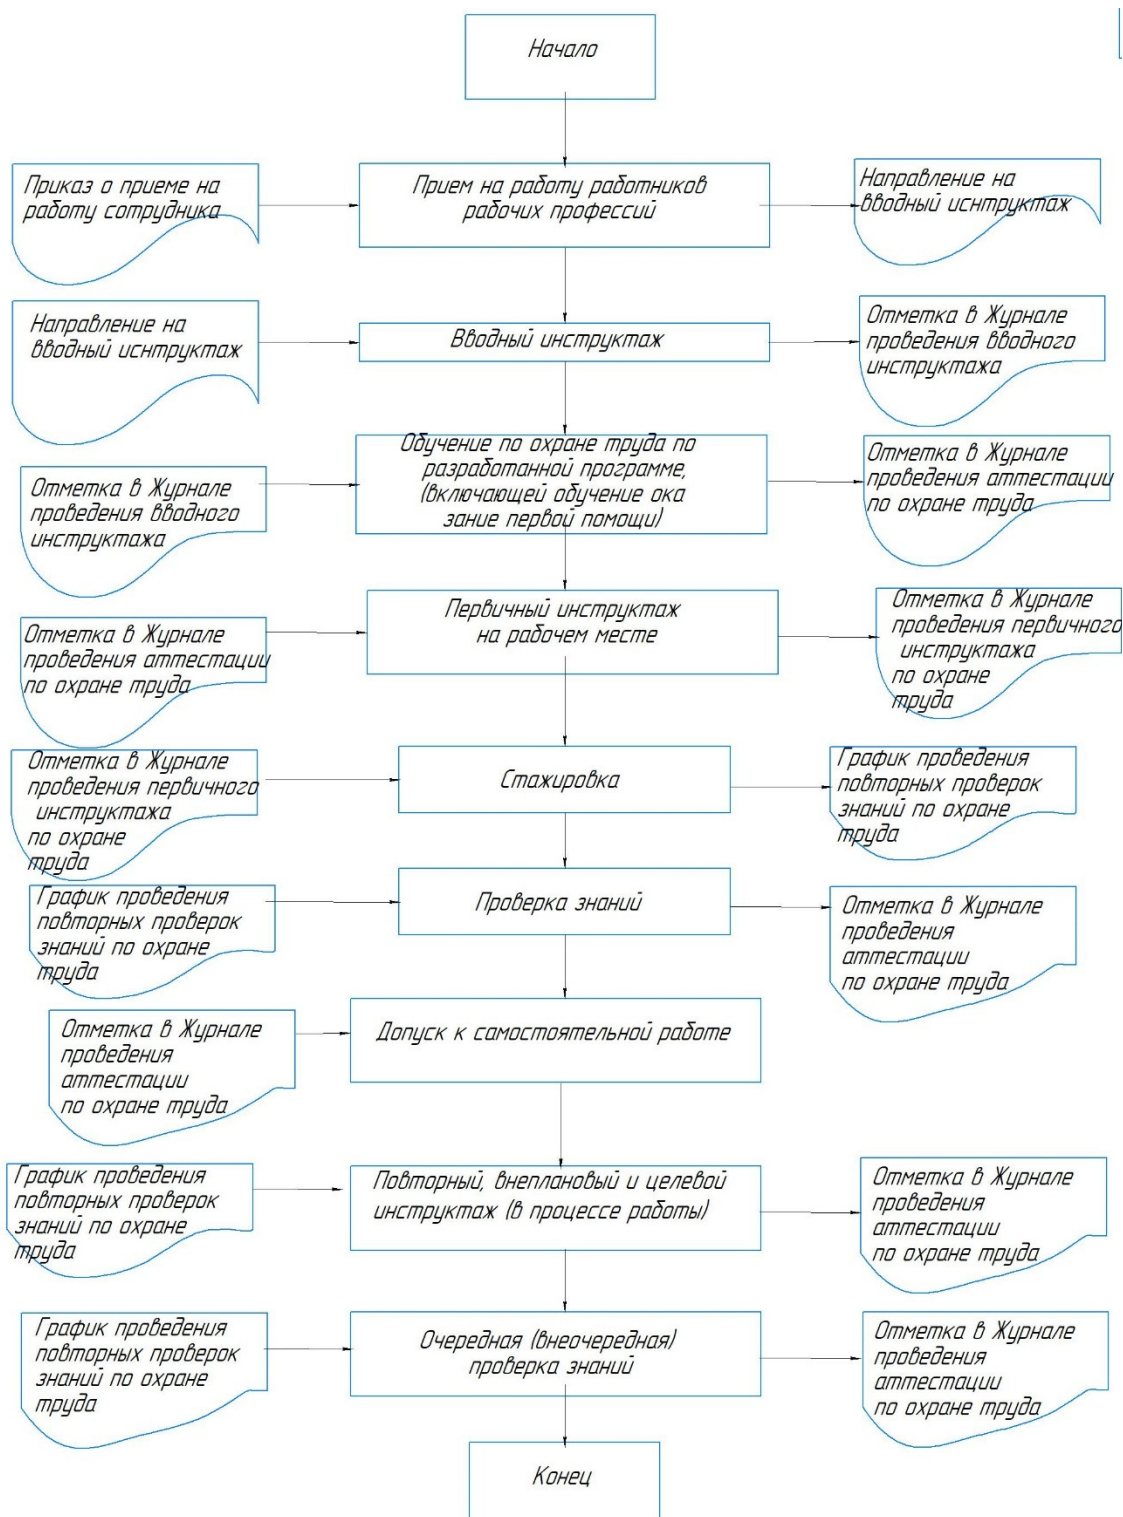 Начало
Приказ о приеме на
работу сотрудника
Прием на работу работников
рабочих профессий
Направление на
вводный иснтруктаж
Направление на
вводный иснтруктаж
Вводный инструктаж
Отметка в Журнале
проведения вводного
инструктажа
Отметка в Журнале
проведения вводного
инструктажа
Обучение по охране труда по
разработанной программе,
(включающей обучение ока
зание первой помощи)
Отметка в Журнале
проведения аттестации
по охране труда
Отметка в Журнале
проведения аттестации
по охране труда
Первичный инструктаж
на рабочем месте
Отметка в Журнале
проведения первичного
инструктажа
по охране
труда
Отметка в Журнале
проведения первичного
инструктажа
по охране
труда
Стажировка
График проведения
повторных проверок
знаний по охране
труда
График проведения
повторных проверок
знаний по охране
труда
Проверка знаний
Отметка в Журнале
проведения
аттестации
по охране труда
Отметка в Журнале
проведения
аттестации
по охране труда
Допуск к самостоятельной работе
График проведения
повторных проверок
знаний по охране
труда
Повторный, внеплановый и целевой
инструктаж (в процессе работы)
Отметка в Журнале
проведения
аттестации
по охране труда
График проведения
повторных проверок
знаний по охране
труда
Очередная (внеочередная)
проверка знаний
Отметка в Журнале
проведения
аттестации
по охране труда
Конец